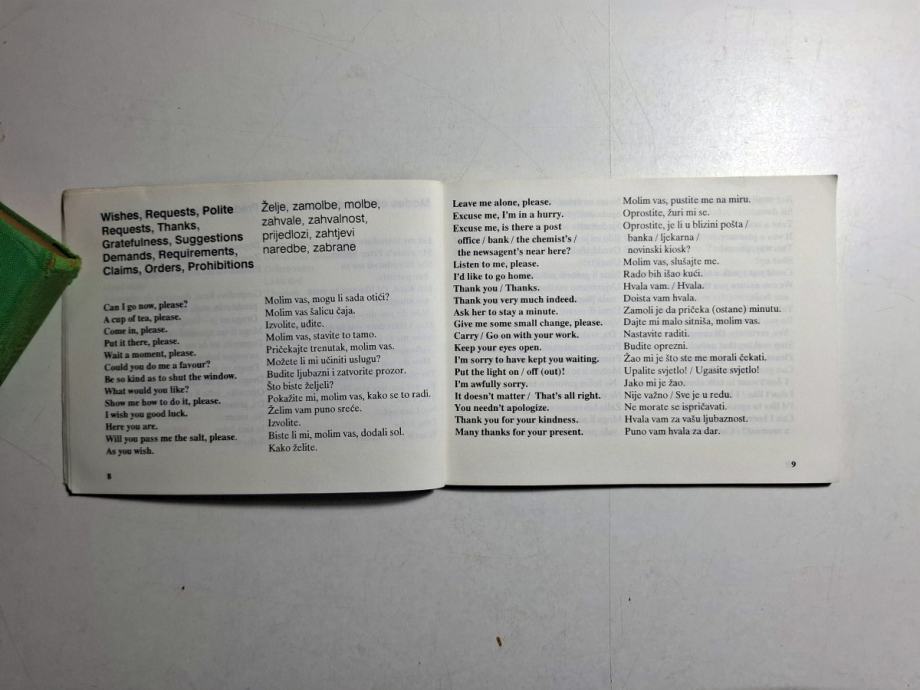 Wishes, Requests, Polite
Requests, Thanks,
Gratefulness, Suggestions
Demands, Requirements,
Claims, Orders, Prohibitions
Želje, zamolbe, molbe,
zahvale, zahvalnost,
prijedlozi, zahtjevi
naredbe, zabrane
Can I go now, please?
Molim vas, mogu li sada otići?
A cup of tea, please.
Molim vas šalicu čaja.
Come in, please.
Izvolite, uđite.
Put it there, please.
Molim vas, stavite to tamo.
Wait a moment, please.
Pričekajte trenutak, molim vas.
Could you do me a favour?
Možete li mi učiniti uslugu?
Be so kind as to shut the window.
Budite ljubazni i zatvorite prozor.
What would you like?
Što biste željeli?
Show me how to do it, please.
Pokažite mi, molim vas, kako se to radi.
I wish you good luck.
Želim vam puno sreće.
Here you are.
Izvolite.
Will you pass me the salt, please.
Biste li mi, molim vas, dodali sol.
As you wish.
Kako želite.
8
Leave me alone, please.
Molim vas, pustite me na miru.
Excuse me, I'm in a hurry.
Oprostite, žuri mi se.
Excuse me, is there a post
Oprostite, je li u blizini pošta /
office / bank / the chemist's /
banka / ljekarna /
the newsagent's near here?
novinski kiosk?
Listen to me, please.
Molim vas, slušajte me.
I'd like to go home.
Rado bih išao kući.
Thank you / Thanks.
Hvala vam. / Hvala.
Thank you very much indeed.
Doista vam hvala.
Ask her to stay a minute.
Zamoli je da pričeka (ostane) minutu.
Give me some small change, please.
Dajte mi malo sitniša, molim vas.
Carry / Go on with your work.
Nastavite raditi.
Keep your eyes open.
Budite oprezni.
I'm sorry to have kept you waiting.
Žao mi je što ste me morali čekati.
Put the light on / off (out)!
Upalite svjetlo! / Ugasite svjetlo!
I'm awfully sorry.
Jako mi je žao.
It doesn't matter / That's all right.
Nije važno / Sve je u redu.
You needn't apologize.
Ne morate se ispričavati.
Thank you for your kindness.
Hvala vam za vašu ljubaznost.
Many thanks for your present.
Puno vam hvala za dar.
9